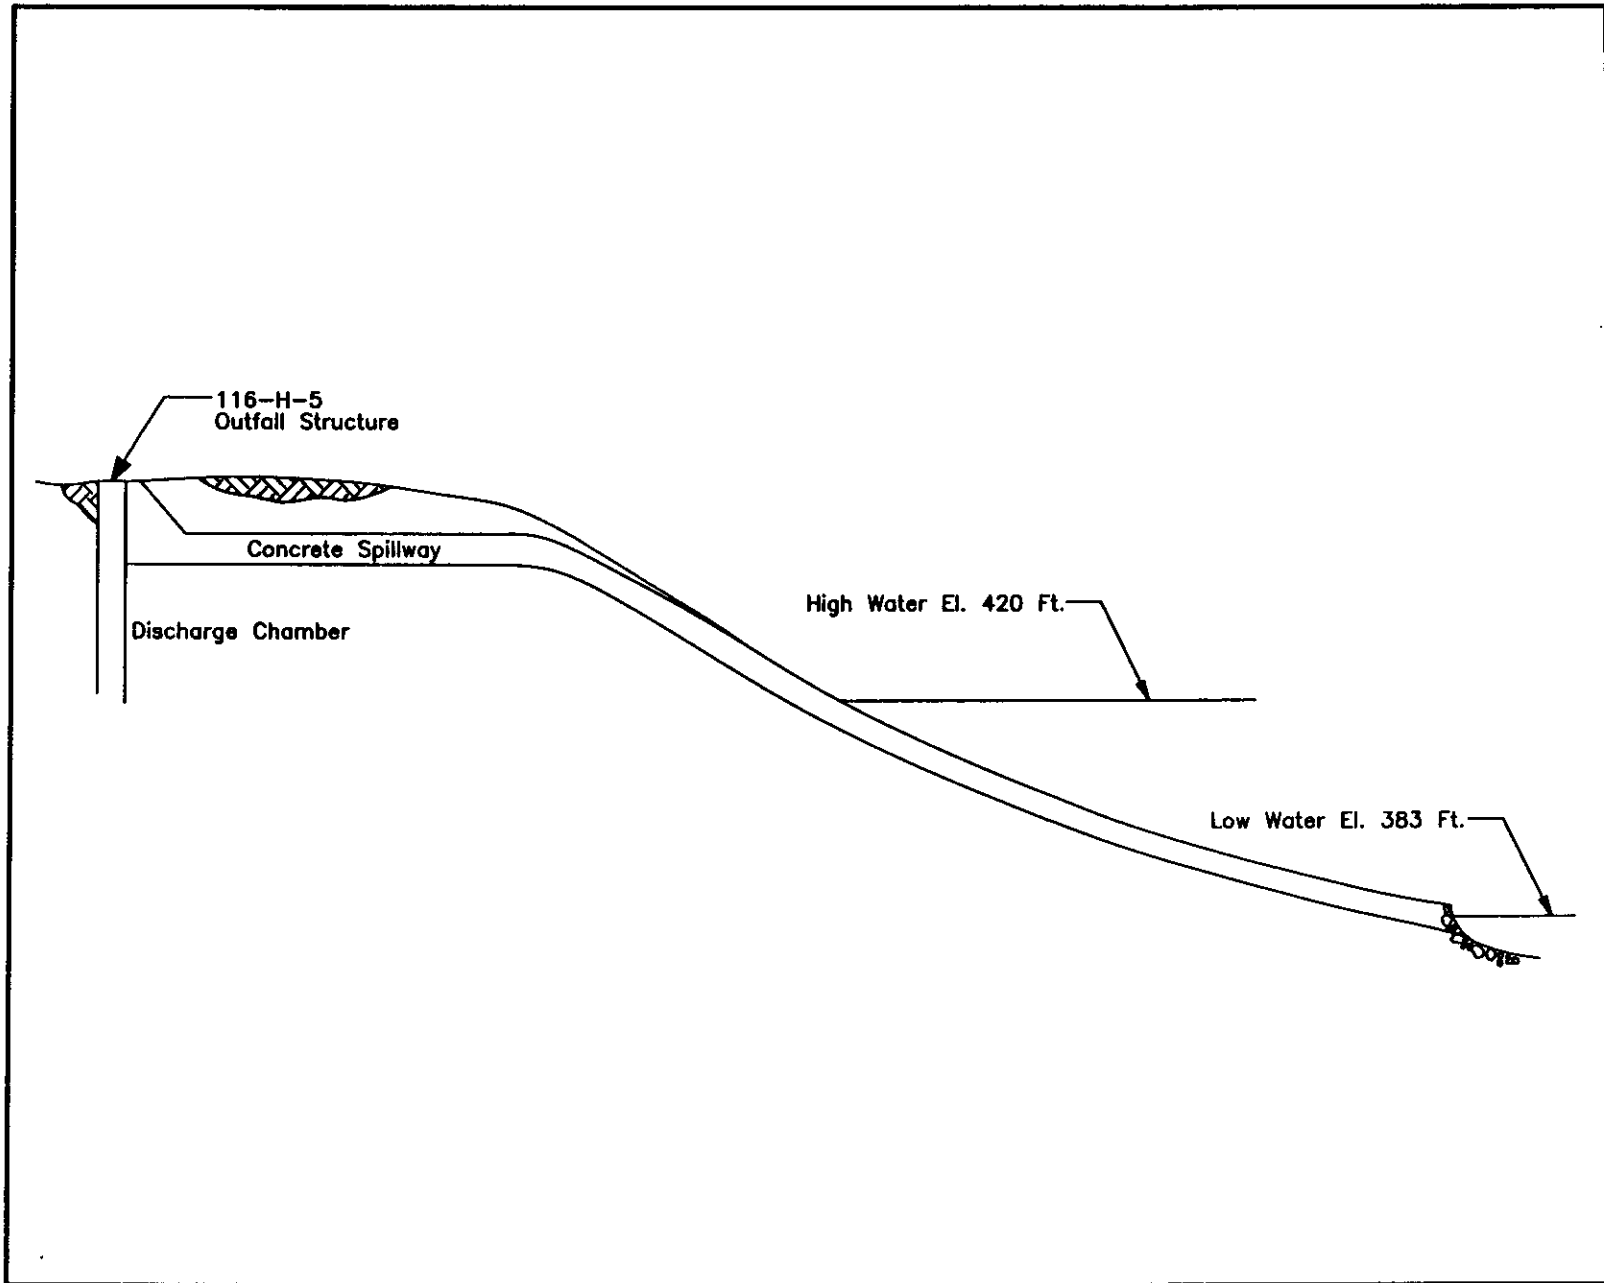 116-H-5
Outfall Structure
Concrete Spillway
Discharge Chamber
High Water El. 420 Ft.
Low Water El. 383 Ft.